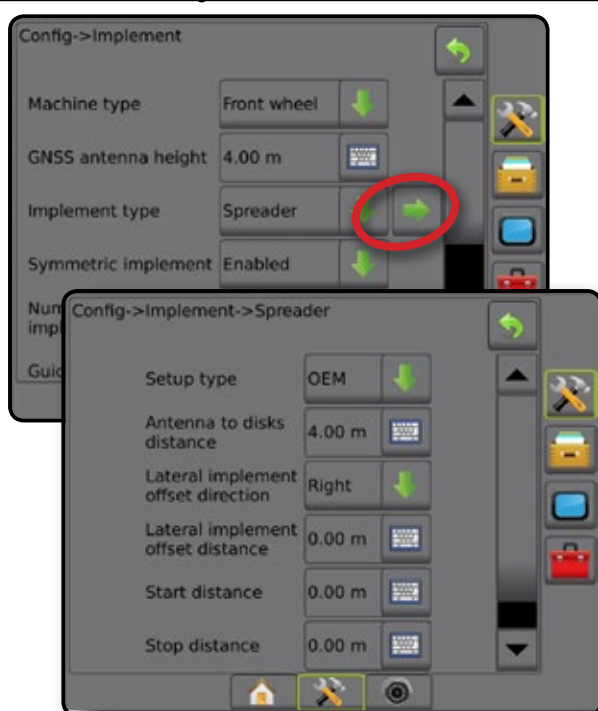 Config->Implement
Machine type Front wheel
GNSS antenna height 4.00 m
Implement type Spreader
Symmetric implement Enabled
Config->Implement->Spreader
Setup type OEM
Antenna to disks
distance 4.00 m
Lateral implement
offset direction Right
Lateral implement
offset distance 0.00 m
Start distance 0.00 m
Stop distance 0.00 m